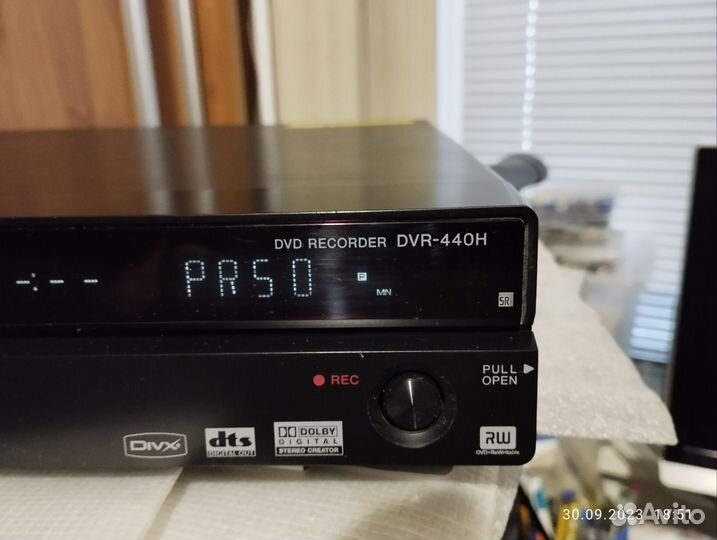 DVD RECORDER DVR-440H
-:-- PR50 P
MN
SR
REC
PULL
OPEN
DIVX
dts
DIGITAL OUT
DOLBY
DIGITAL
STEREO CREATOR
RW
DVD+ReWritable
30.09.2023 18:51
Avito